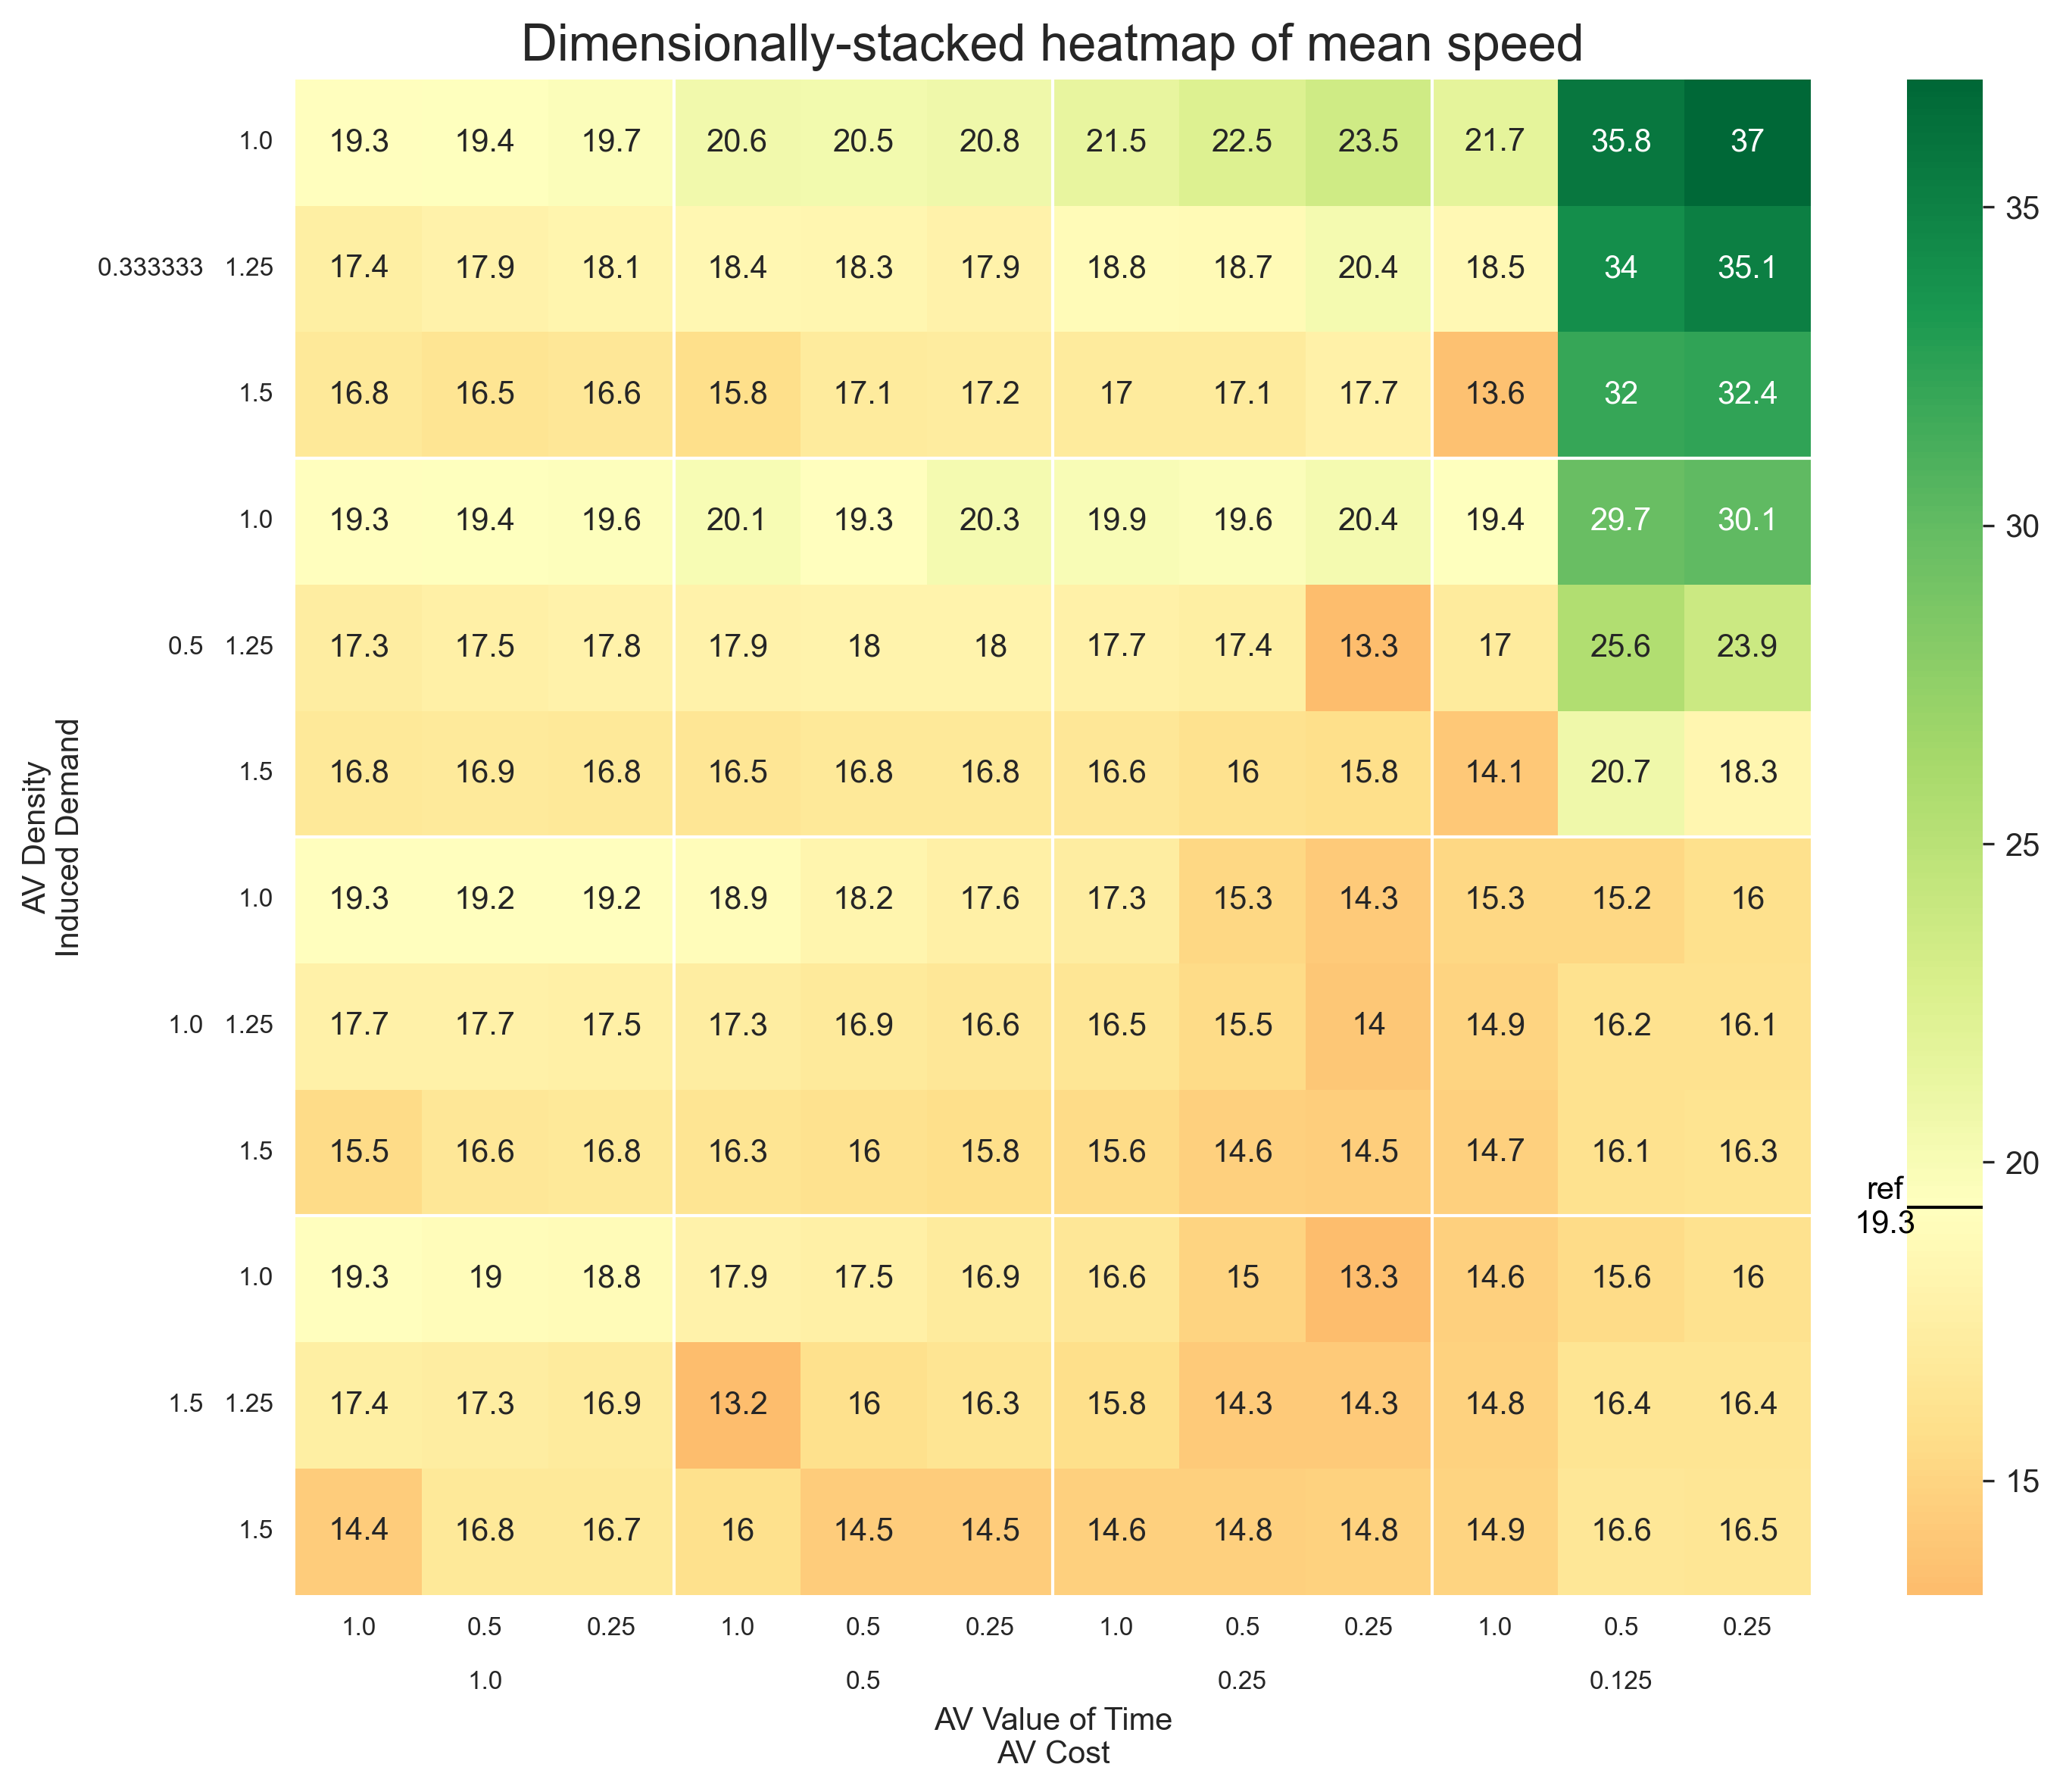 Dimensionally-stacked heatmap of mean speed
1.0 19.3 19.4 19.7 20.6 20.5 20.8 21.5 22.5 23.5 21.7 35.8 37
35
0.333333 1.25 17.4 17.9 18.1 18.4 18.3 17.9 18.8 18.7 20.4 18.5 34 35.1
1.5 16.8 16.5 16.6 15.8 17.1 17.2 17 17.1 17.7 13.6 32 32.4
1.0 19.3 19.4 19.6 20.1 19.3 20.3 19.9 19.6 20.4 19.4 29.7 30.1 30
0.5 1.25 17.3 17.5 17.8 17.9 18 18 17.7 17.4 13.3 17 25.6 23.9
1.5 16.8 16.9 16.8 16.5 16.8 16.8 16.6 16 15.8 14.1 20.7 18.3
25
AV Density
Induced Demand
1.0 19.3 19.2 19.2 18.9 18.2 17.6 17.3 15.3 14.3 15.3 15.2 16
1.0 1.25 17.7 17.7 17.5 17.3 16.9 16.6 16.5 15.5 14 14.9 16.2 16.1
1.5 15.5 16.6 16.8 16.3 16 15.8 15.6 14.6 14.5 14.7 16.1 16.3 20
ref
19.3
1.0 19.3 19 18.8 17.9 17.5 16.9 16.6 15 13.3 14.6 15.6 16
1.5 1.25 17.4 17.3 16.9 13.2 16 16.3 15.8 14.3 14.3 14.8 16.4 16.4
15
1.5 14.4 16.8 16.7 16 14.5 14.5 14.6 14.8 14.8 14.9 16.6 16.5
1.0 0.5 0.25 1.0 0.5 0.25 1.0 0.5 0.25 1.0 0.5 0.25
1.0 0.5 0.25 0.125
AV Value of Time
AV Cost